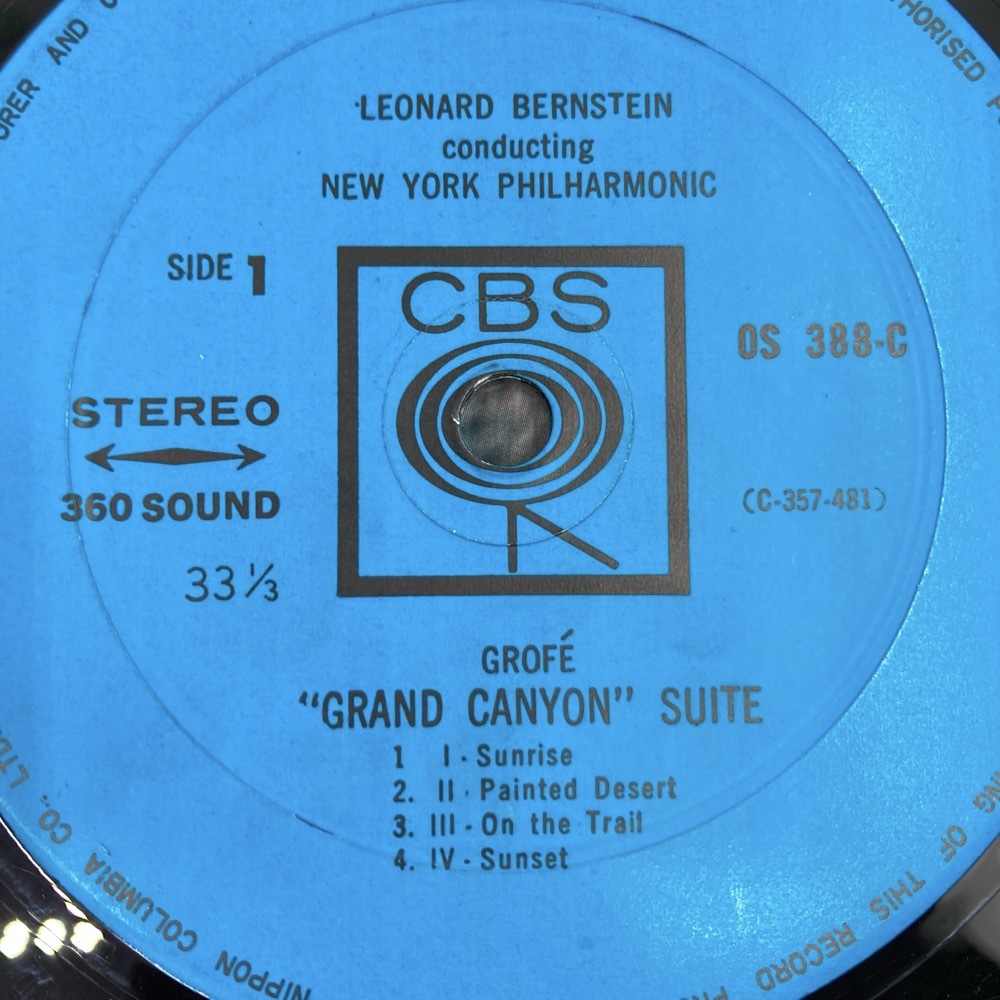 LEONARD BERNSTEIN
conducting
NEW YORK PHILHARMONIC
SIDE 1
CBS
OS 388-C
STEREO
360 SOUND
(C-357-481)
33⅓
GROFÉ
“GRAND CANYON” SUITE
1 I - Sunrise
2. II - Painted Desert
3. III - On the Trail
4. IV - Sunset
AND
OF THIS RECORD
NIPPON COLUMBIA CO., LTD.